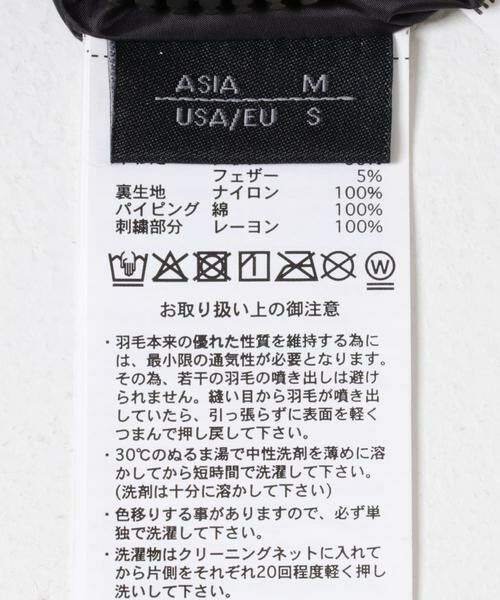 ASIA M
USA/EU S
フェザー 5%
裏生地 ナイロン 100%
パイピング 綿 100%
刺繍部分 レーヨン 100%
W
お取り扱い上の御注意
・羽毛本来の優れた性質を維持する為に
は、最小限の通気性が必要となります。
その為、若干の羽毛の噴き出しは避け
られません。縫い目から羽毛が噴き出
していたら、引っ張らずに表面を軽く
つまんで押し戻して下さい。
・30℃のぬるま湯で中性洗剤を薄めに溶
かしてから短時間で洗濯して下さい。
(洗剤は十分に溶かして下さい)
・色移りする事がありますので、必ず単
独で洗濯して下さい。
・洗濯物はクリーニングネットに入れて
から片側をそれぞれ20回程度軽く押し
洗いして下さい。